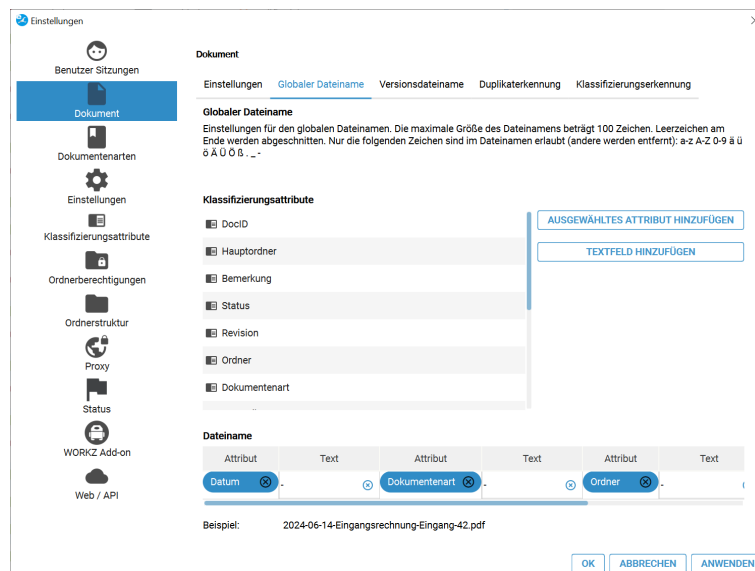 Einstellungen
Benutzer Sitzungen
Dokument
Dokumentenarten
Einstellungen
Klassifizierungsattribute
Ordnerberechtigungen
Ordnerstruktur
Proxy
Status
WORKZ Add-on
Web / API
Dokument
Einstellungen Globaler Dateiname Versionsdateiname Duplikaterkennung Klassifizierungserkennung
Globaler Dateiname
Einstellungen für den globalen Dateinamen. Die maximale Größe des Dateinamens beträgt 100 Zeichen. Leerzeichen am
Ende werden abgeschnitten. Nur die folgenden Zeichen sind im Dateinamen erlaubt (andere werden entfernt): a-z A-Z 0-9 ä ü
ö Ä Ü Ö ß . _ -
Klassifizierungsattribute
DocID
Hauptordner
Bemerkung
Status
Revision
Ordner
Dokumentenart
AUSGEWÄHLTES ATTRIBUT HINZUFÜGEN
TEXTFELD HINZUFÜGEN
Dateiname
Attribut Text Attribut Text Attribut Text
Datum - Dokumentenart - Ordner -
Beispiel: 2024-06-14-Eingangsrechnung-Eingang-42.pdf
OK ABBRECHEN ANWENDEN